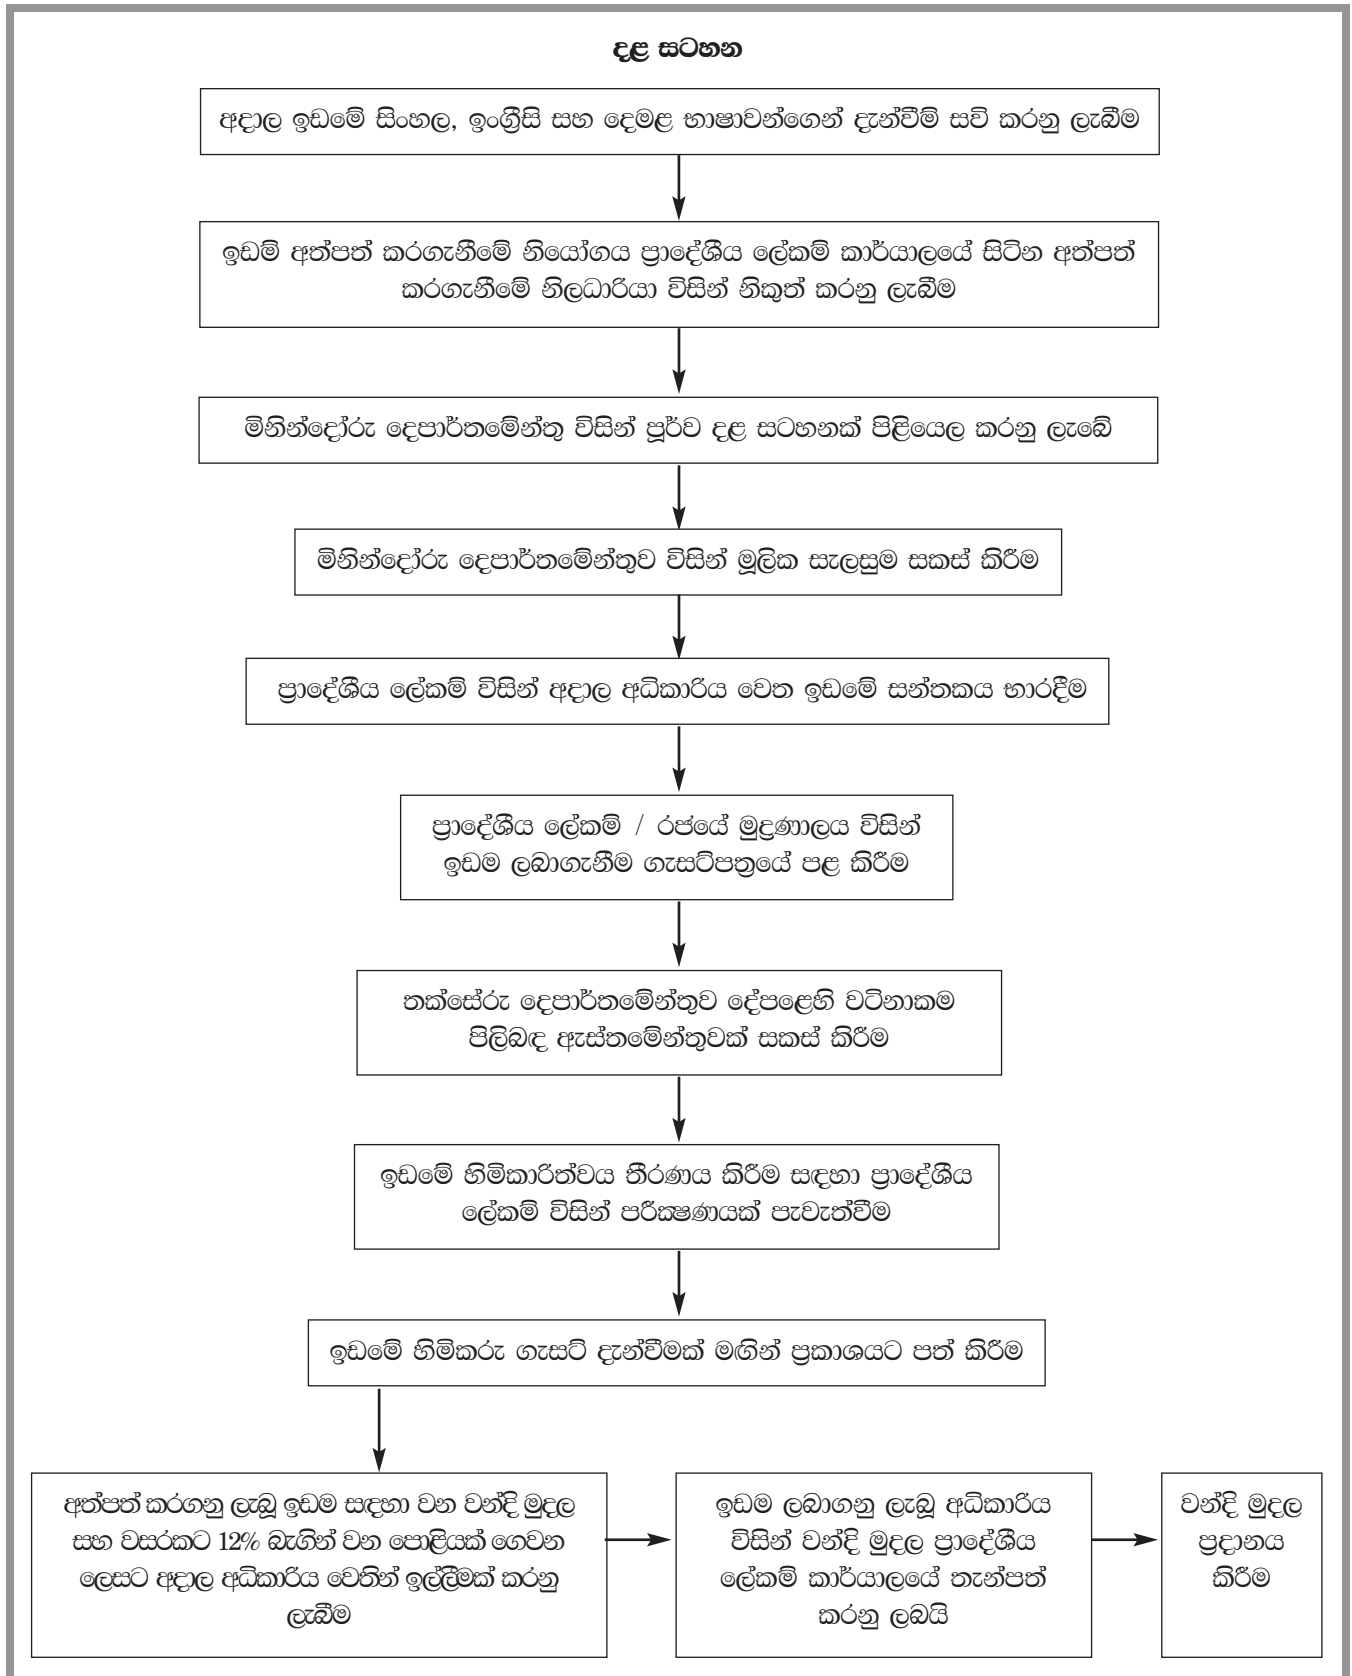 දළ සටහන
අදාල ඉඩමේ සිංහල, ඉංග්‍රීසි සහ දෙමළ භාෂාවන්ගෙන් දැන්වීම් සවි කරනු ලැබීම
ඉඩම් අත්පත් කරගැනීමේ නියෝගය ප්‍රාදේශීය ලේකම් කාර්යාලයේ සිටින අත්පත්
කරගැනීමේ නිලධාරියා විසින් නිකුත් කරනු ලැබීම
මිනින්දෝරු දෙපාර්තමේන්තු විසින් පූර්ව දළ සටහනක් පිළියෙල කරනු ලැබේ
මිනින්දෝරු දෙපාර්තමේන්තුව විසින් මූලික සැලසුම සකස් කිරීම
ප්‍රාදේශීය ලේකම් විසින් අදාල අධිකාරිය වෙත ඉඩමේ සන්තකය භාරදීම
ප්‍රාදේශීය ලේකම් / රජයේ මුද්‍රණාලය විසින්
ඉඩම ලබාගැනීම ගැසට්පත්‍රයේ පළ කිරීම
තක්සේරු දෙපාර්තමේන්තුව දේපළෙහි වටිනාකම
පිලිබඳ ඇස්තමේන්තුවක් සකස් කිරීම
ඉඩමේ හිමිකාරිත්වය තීරණය කිරීම සඳහා ප්‍රාදේශීය
ලේකම් විසින් පරීක්‍ෂණයක් පැවැත්වීම
ඉඩමේ හිමිකරු ගැසට් දැන්වීමක් මඟින් ප්‍රකාශයට පත් කිරීම
අත්පත් කරගනු ලැබූ ඉඩම සඳහා වන වන්දි මුදල
සහ වසරකට 12% බැගින් වන පොළියක් ගෙවන
ලෙසට අදාල අධිකාරිය වෙතින් ඉල්ලීමක් කරනු
ලැබීම
ඉඩම ලබාගනු ලැබූ අධිකාරිය
විසින් වන්දි මුදල ප්‍රාදේශීය
ලේකම් කාර්යාලයේ තැන්පත්
කරනු ලබයි
වන්දි මුදල
ප්‍රදානය
කිරීම